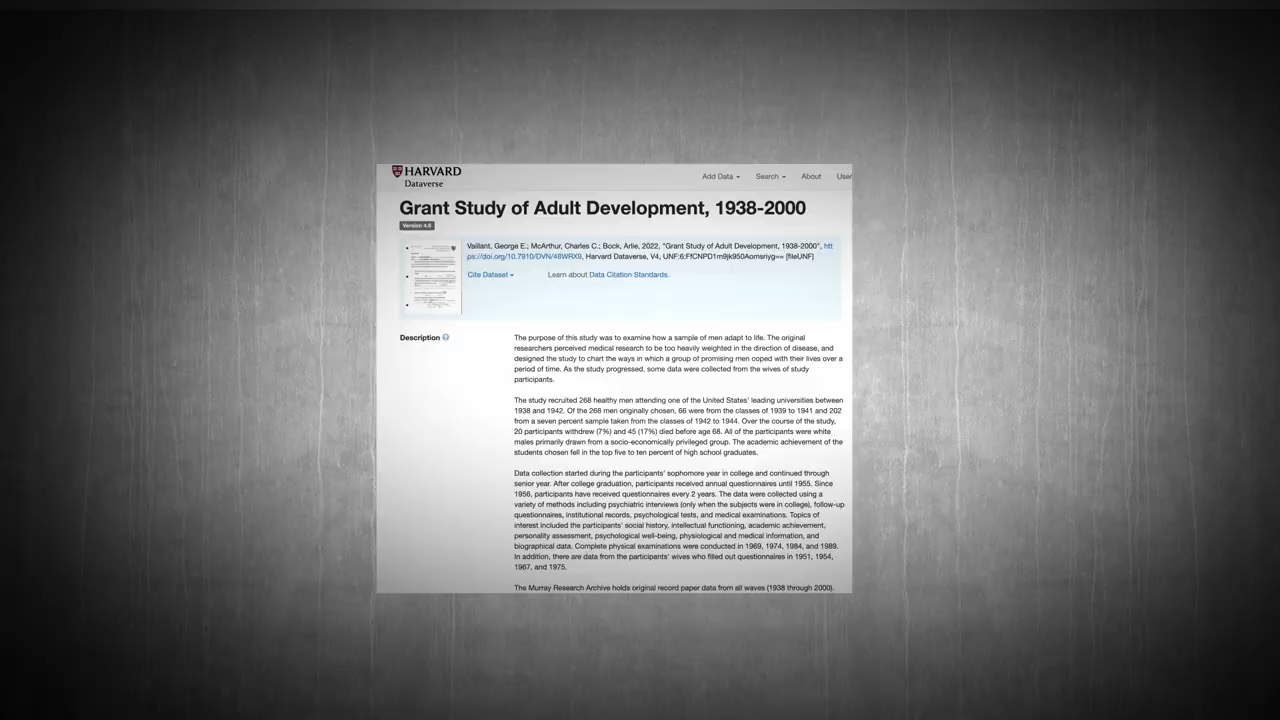 HARVARD
Dataverse
Add Data Search About User
Grant Study of Adult Development, 1938-2000
Version 4.6
Vaillant, George E.; McArthur, Charles C.; Bock, Arlie, 2022, "Grant Study of Adult Development, 1938-2000", htt
ps://doi.org/10.7910/DVN/48WRX9, Harvard Dataverse, V4, UNF:6:FfCNPD1m9jk950Aomsriyg== [fileUNF]
Cite Dataset Learn about Data Citation Standards.
Description
The purpose of this study was to examine how a sample of men adapt to life. The original
researchers perceived medical research to be too heavily weighted in the direction of disease, and
designed the study to chart the ways in which a group of promising men coped with their lives over a
period of time. As the study progressed, some data were collected from the wives of study
participants.
The study recruited 268 healthy men attending one of the United States' leading universities between
1938 and 1942. Of the 268 men originally chosen, 66 were from the classes of 1939 to 1941 and 202
from a seven percent sample taken from the classes of 1942 to 1944. Over the course of the study,
20 participants withdrew (7%) and 45 (17%) died before age 68. All of the participants were white
males primarily drawn from a socio-economically privileged group. The academic achievement of the
students chosen fell in the top five to ten percent of high school graduates.
Data collection started during the participants' sophomore year in college and continued through
senior year. After college graduation, participants received annual questionnaires until 1955. Since
1956, participants have received questionnaires every 2 years. The data were collected using a
variety of methods including psychiatric interviews (only when the subjects were in college), follow-up
questionnaires, institutional records, psychological tests, and medical examinations. Topics of
interest included the participants' social history, intellectual functioning, academic achievement,
personality assessment, psychological well-being, physiological and medical information, and
biographical data. Complete physical examinations were conducted in 1969, 1974, 1984, and 1989.
In addition, there are data from the participants' wives who filled out questionnaires in 1951, 1954,
1967, and 1975.
The Murray Research Archive holds original record paper data from all waves (1938 through 2000).